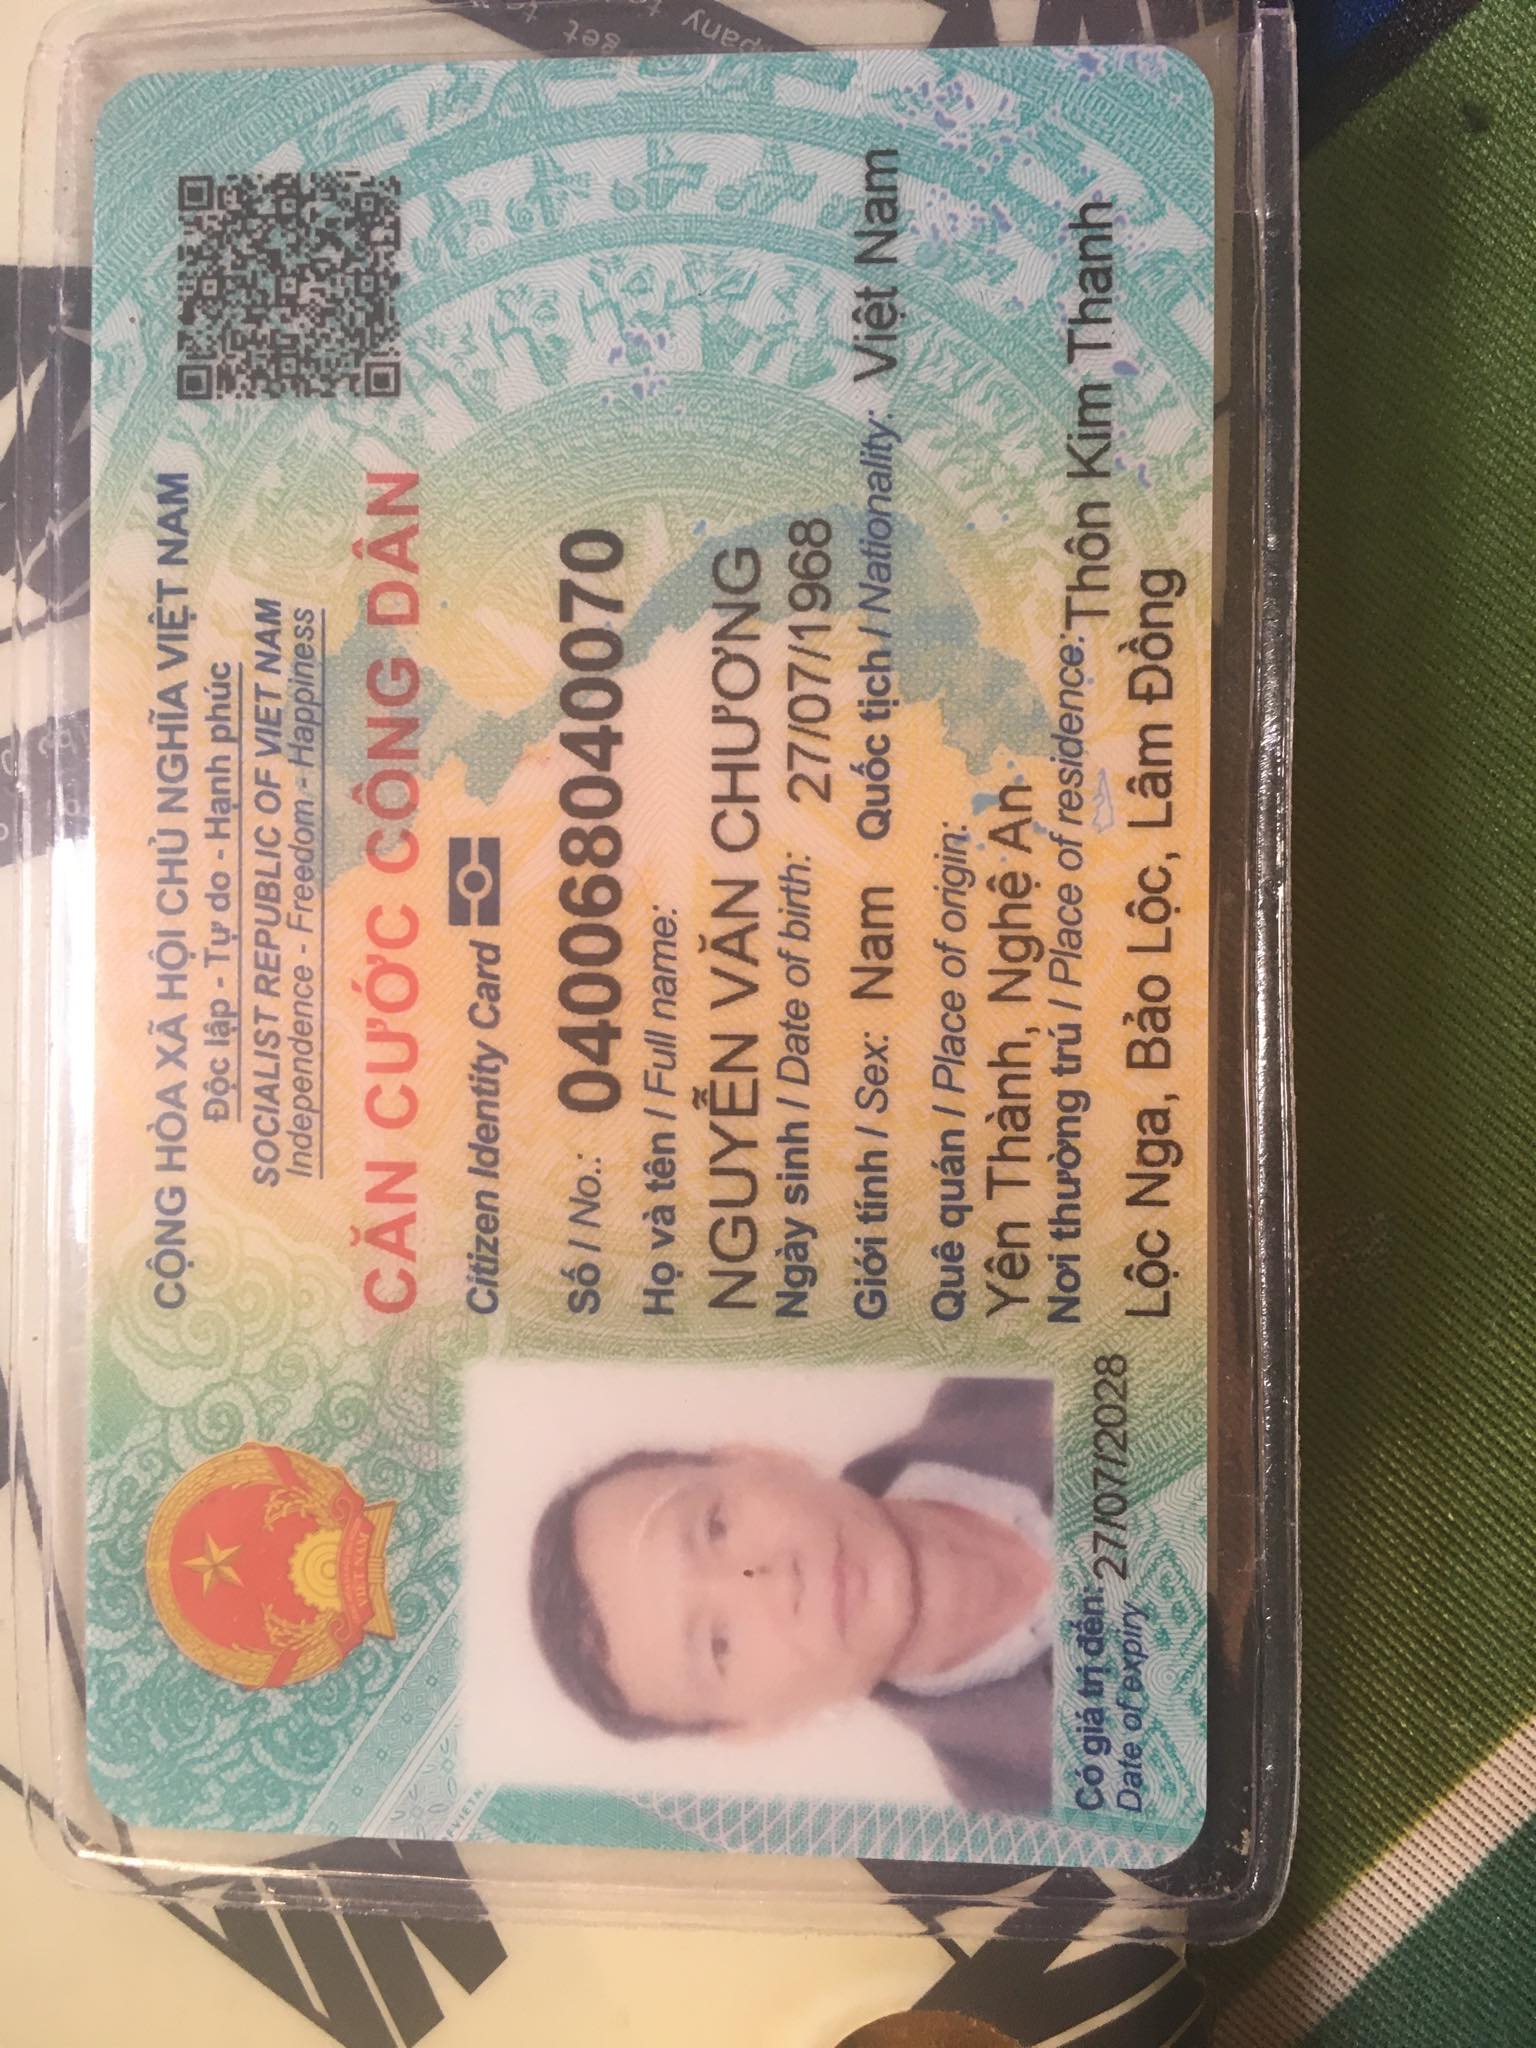 CỘNG HÒA XÃ HỘI CHỦ NGHĨA VIỆT NAM
Độc lập - Tự do - Hạnh phúc
SOCIALIST REPUBLIC OF VIET NAM
Independence - Freedom - Happiness
CĂN CƯỚC CÔNG DÂN
Citizen Identity Card
Số / No.: 040068040070
Họ và tên / Full name:
NGUYỄN VĂN CHƯƠNG
Ngày sinh / Date of birth: 27/07/1968
Giới tính / Sex: Nam Quốc tịch / Nationality: Việt Nam
Quê quán / Place of origin:
Yên Thành, Nghệ An
Nơi thường trú / Place of residence: Thôn Kim Thanh
Lộc Nga, Bảo Lộc, Lâm Đồng
Có giá trị đến: 27/07/2028
Date of expiry
VIỆT NAM